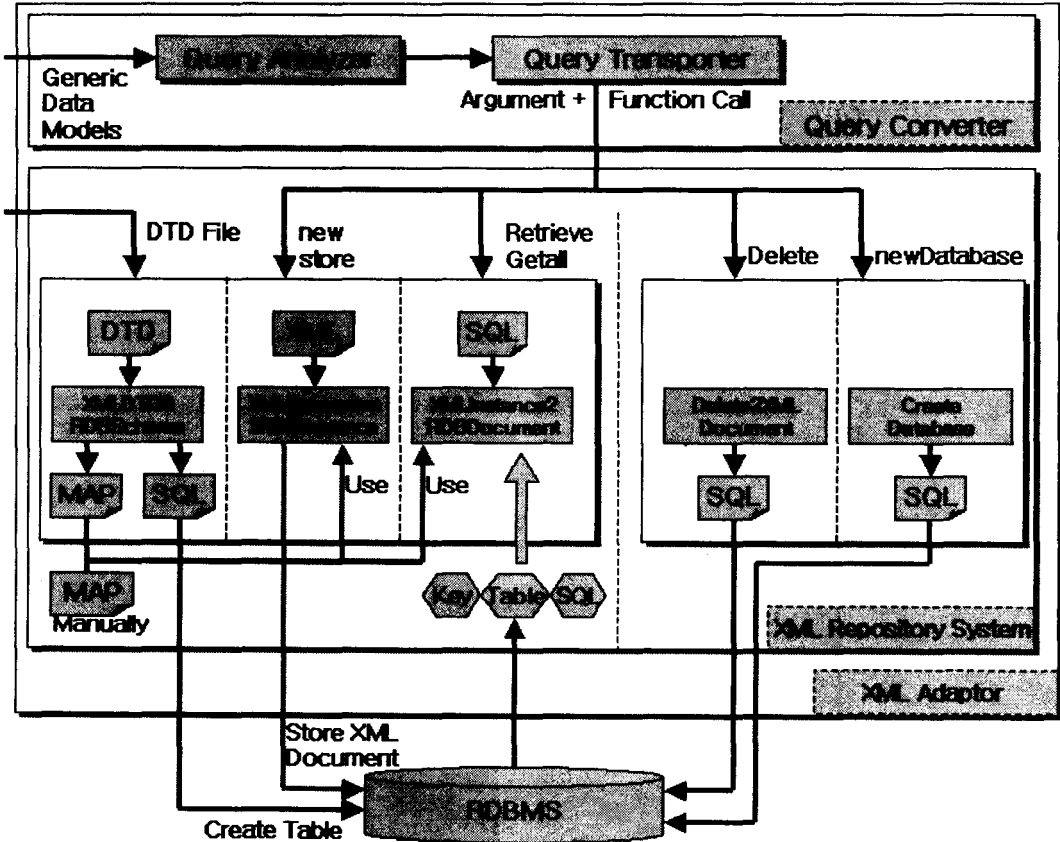 Query Analyzer
Query Transporter
Generic
Data
Models
Argument +
Function Call
Query Converter
DTD File
new
store
Retrieve
Getall
Delete
newDatabase
DTD
XML
SQL
RDBSchema
XMLInstance2
RDBDocument
Delete2XML
Document
Create
Database
MAP
SQL
Use
Use
SQL
SQL
MAP
Manually
Key
Table
SQL
XML Repository System
XML Adaptor
Store XML
Document
RDBMS
Create Table